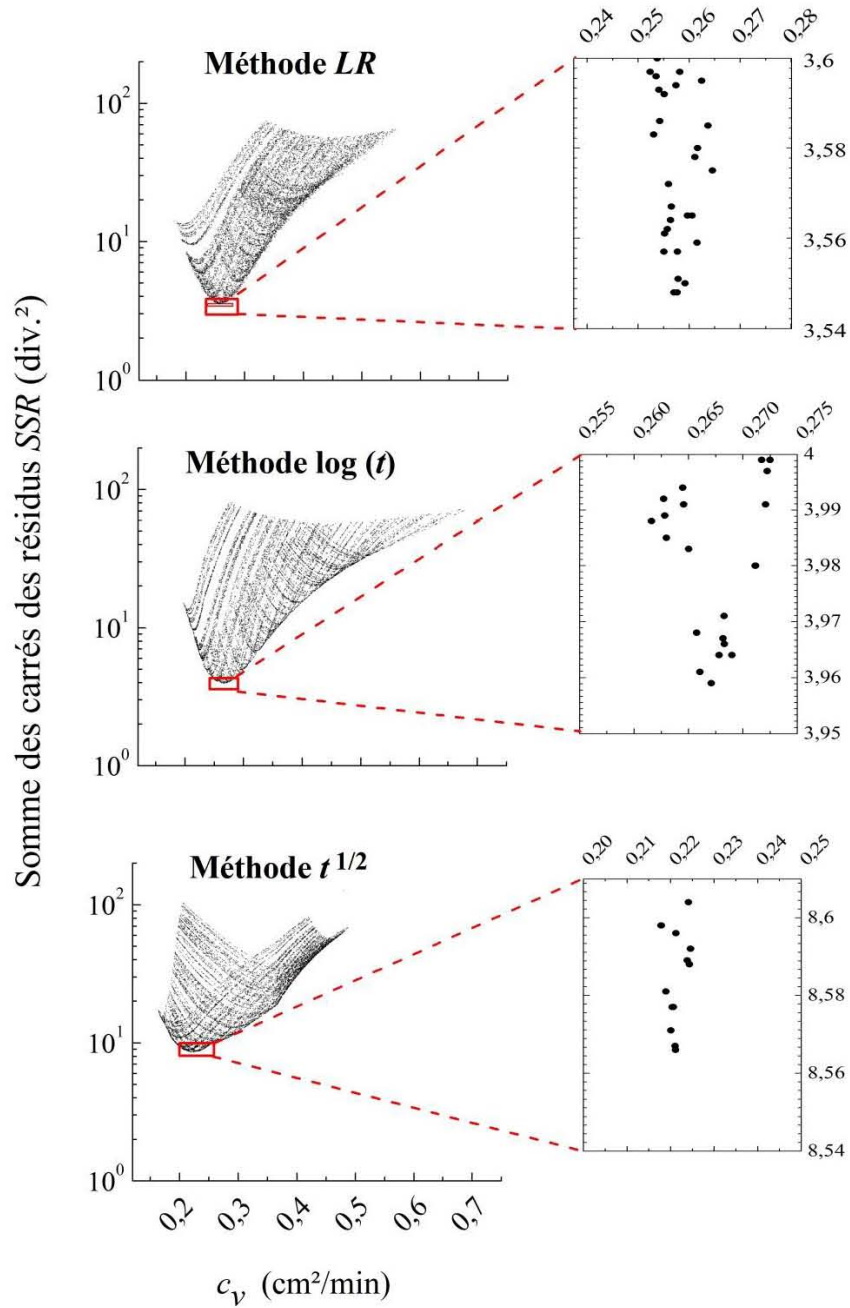 Somme des carrés des résidus SSR (div.²)
Méthode LR
10²
10¹
10⁰
0,24 0,25 0,26 0,27 0,28
3,6
3,58
3,56
3,54
Méthode log (t)
10²
10¹
10⁰
0,255 0,260 0,265 0,270 0,275
4
3,99
3,98
3,97
3,96
3,95
Méthode t 1/2
10²
10¹
10⁰
0,20 0,21 0,22 0,23 0,24 0,25
8,6
8,58
8,56
8,54
0,2 0,3 0,4 0,5 0,6 0,7
cv (cm²/min)